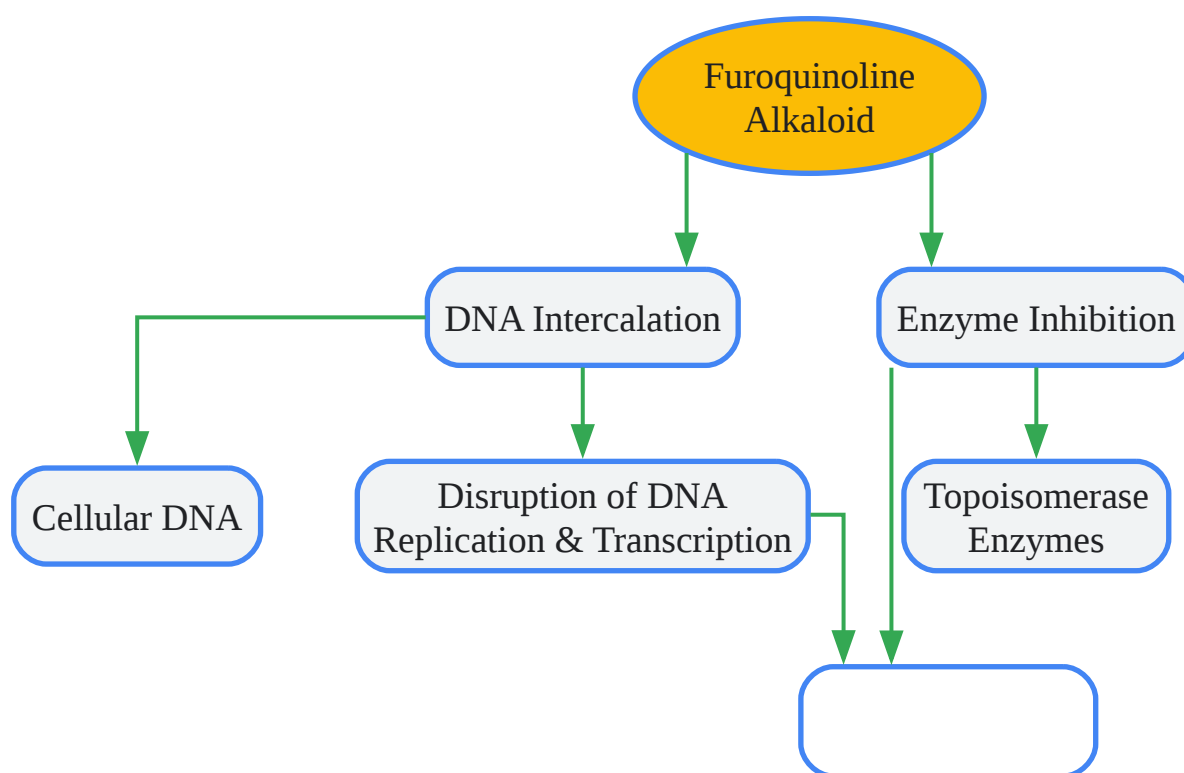 Furoquinoline
Alkaloid
DNA Intercalation
Enzyme Inhibition
Cellular DNA
Disruption of DNA
Replication & Transcription
Topoisomerase
Enzymes